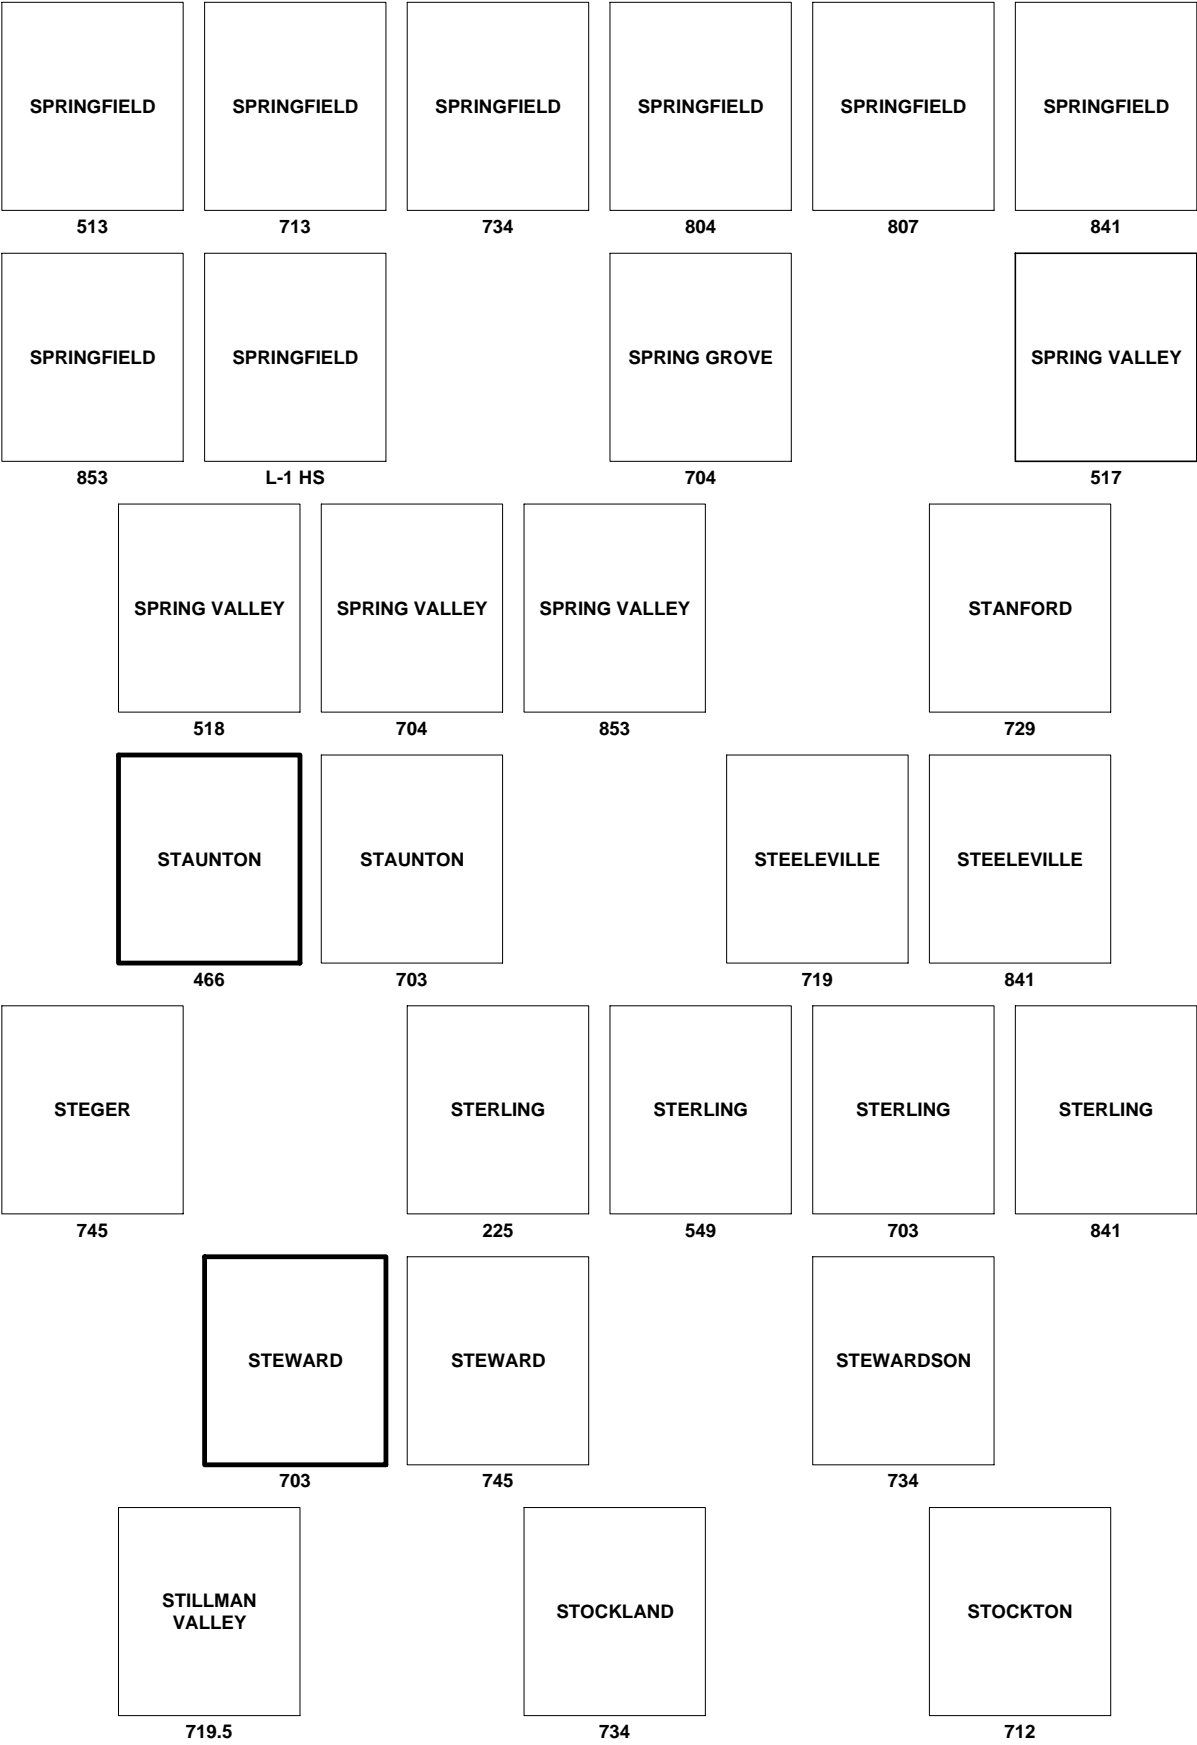 SPRINGFIELD SPRINGFIELD SPRINGFIELD SPRINGFIELD SPRINGFIELD SPRINGFIELD
513 713 734 804 807 841
SPRINGFIELD SPRINGFIELD SPRING GROVE SPRING VALLEY
853 L-1 HS 704 517
SPRING VALLEY SPRING VALLEY SPRING VALLEY STANFORD
518 704 853 729
STAUNTON STAUNTON STEELEVILLE STEELEVILLE
466 703 719 841
STEGER STERLING STERLING STERLING STERLING
745 225 549 703 841
STEWARD STEWARD STEWARDSON
703 745 734
STILLMAN
VALLEY STOCKLAND STOCKTON
719.5 734 712